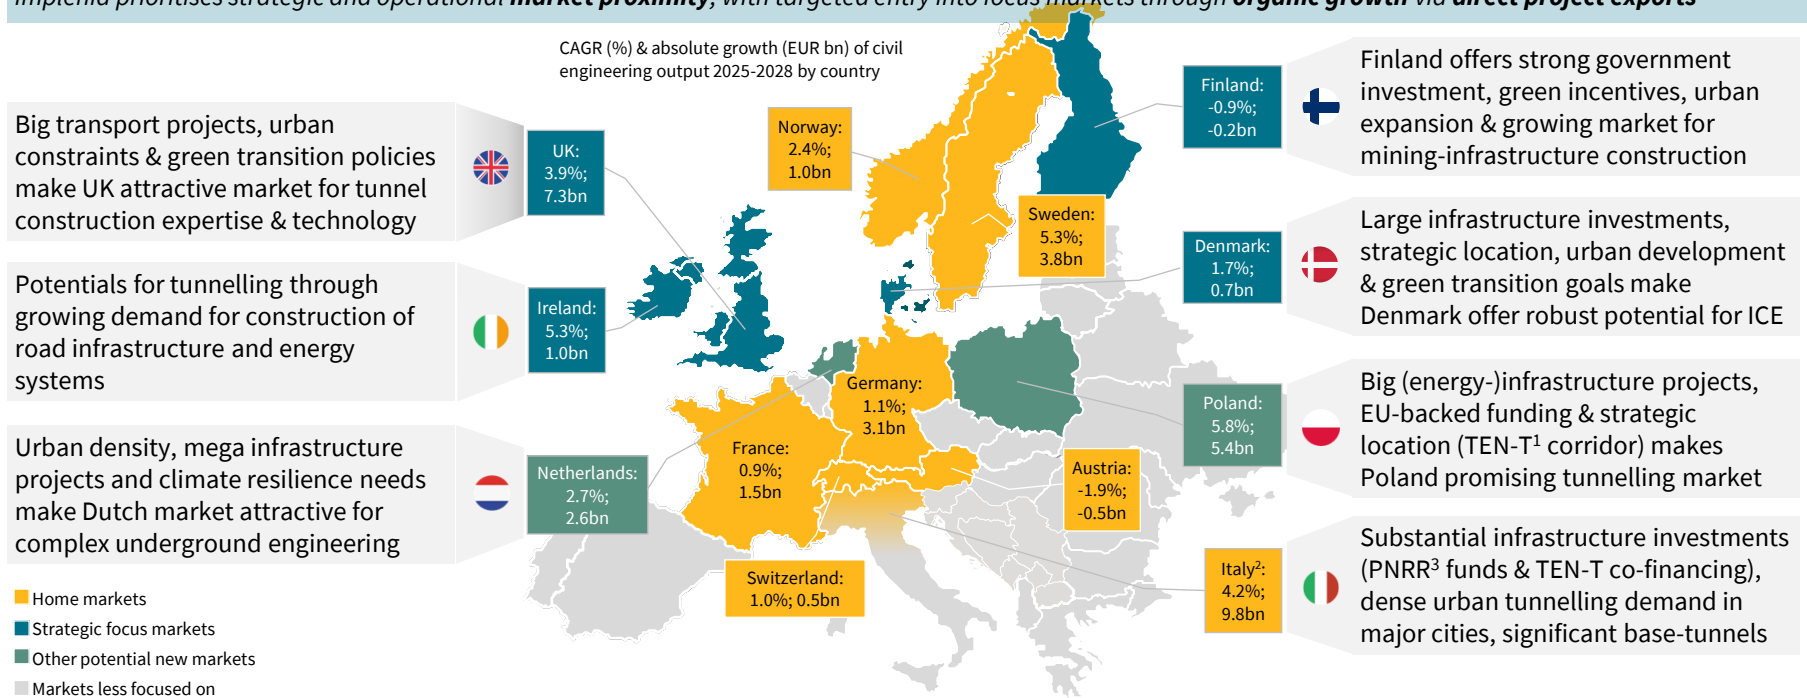 Implenia prioritises strategic and operational market proximity, with targeted entry into focus markets through organic growth via direct project exports
CAGR (%) & absolute growth (EUR bn) of civil
engineering output 2025-2028 by country
Big transport projects, urban
constraints & green transition policies
make UK attractive market for tunnel
construction expertise & technology
UK:
3.9%;
7.3bn
Potentials for tunnelling through
growing demand for construction of
road infrastructure and energy
systems
Ireland:
5.3%;
1.0bn
Urban density, mega infrastructure
projects and climate resilience needs
make Dutch market attractive for
complex underground engineering
Netherlands:
2.7%;
2.6bn
Norway:
2.4%;
1.0bn
Sweden:
5.3%;
3.8bn
Germany:
1.1%;
3.1bn
France:
0.9%;
1.5bn
Austria:
-1.9%;
-0.5bn
Switzerland:
1.0%; 0.5bn
Finland:
-0.9%;
-0.2bn
Finland offers strong government
investment, green incentives, urban
expansion & growing market for
mining-infrastructure construction
Denmark:
1.7%;
0.7bn
Large infrastructure investments,
strategic location, urban development
& green transition goals make
Denmark offer robust potential for ICE
Poland:
5.8%;
5.4bn
Big (energy-)infrastructure projects,
EU-backed funding & strategic
location (TEN-T¹ corridor) makes
Poland promising tunnelling market
Italy²:
4.2%;
9.8bn
Substantial infrastructure investments
(PNRR³ funds & TEN-T co-financing),
dense urban tunnelling demand in
major cities, significant base-tunnels
Home markets
Strategic focus markets
Other potential new markets
Markets less focused on